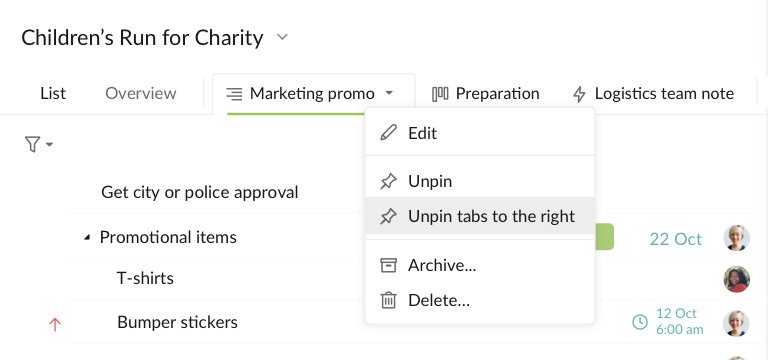 Children's Run for Charity
List Overview Marketing promo Preparation Logistics team note
Edit
Get city or police approval
Unpin
Unpin tabs to the right
Promotional items 22 Oct
Archive...
T-shirts
Delete...
Bumper stickers 12 Oct
6:00 am